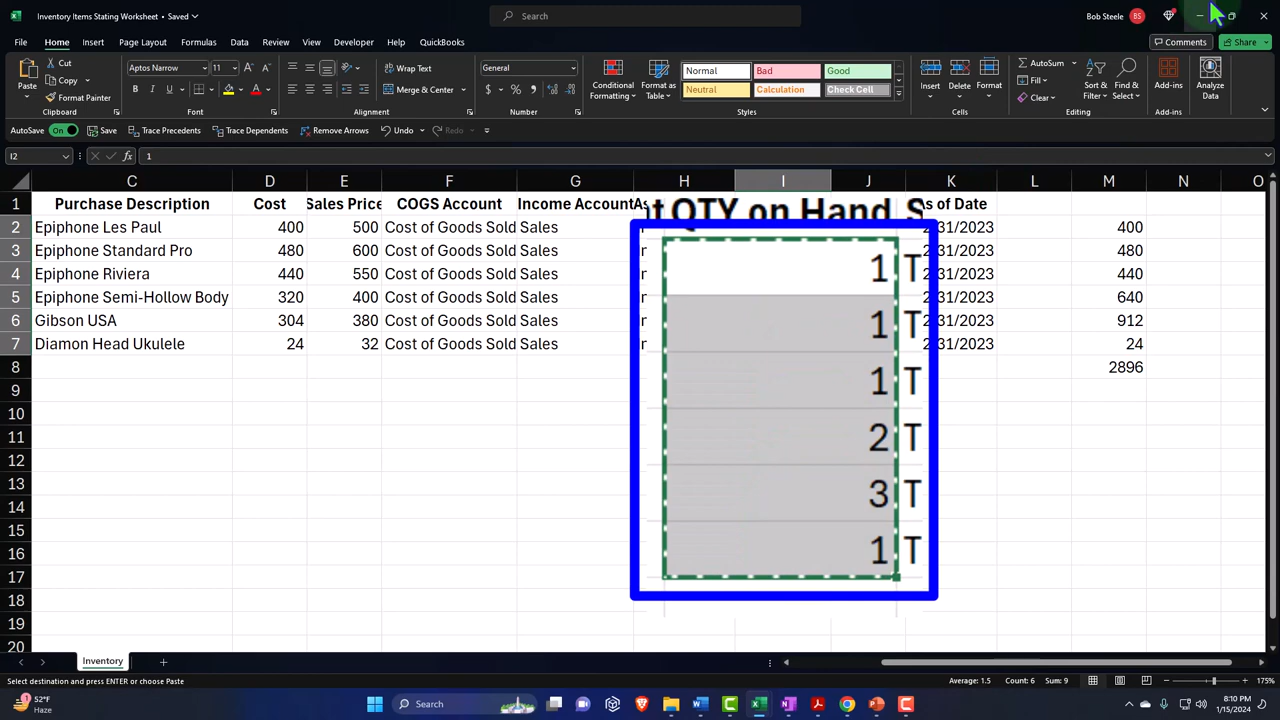 Inventory Items Stating Worksheet • Saved
Search
Bob Steele BS
File Home Insert Page Layout Formulas Data Review View Developer Help QuickBooks
Comments Share
Paste Cut Copy Format Painter
Clipboard
Aptos Narrow 11
B I U
Font
Wrap Text
Merge & Center
Alignment
General
$ %
Number
Conditional Formatting
Format as Table
Normal Bad Good
Neutral Calculation Check Cell
Styles
Insert Delete Format
Cells
AutoSum
Fill
Clear
Sort & Filter
Find & Select
Editing
Add-ins
Add-ins
Analyze Data
AutoSave On Save Trace Precedents Trace Dependents Remove Arrows Undo Redo
I2 fx 1
C D E F G H I J K L M N O
1 Purchase Description Cost Sales Price COGS Account Income Account As t QTY on Hand S As of Date
2 Epiphone Les Paul 400 500 Cost of Goods Sold Sales r 1 T 2/31/2023 400
3 Epiphone Standard Pro 480 600 Cost of Goods Sold Sales r 1 T 2/31/2023 480
4 Epiphone Riviera 440 550 Cost of Goods Sold Sales r 1 T 2/31/2023 440
5 Epiphone Semi-Hollow Body 320 400 Cost of Goods Sold Sales r 2 T 2/31/2023 640
6 Gibson USA 304 380 Cost of Goods Sold Sales r 3 T 2/31/2023 912
7 Diamon Head Ukulele 24 32 Cost of Goods Sold Sales r 1 T 2/31/2023 24
8 2896
9
10
11
12
13
14
15
16
17
18
19
20
Inventory
Select destination and press ENTER or choose Paste
Average: 1.5 Count: 6 Sum: 9 175%
1 52°F
Haze
Search
8:10 PM
1/15/2024